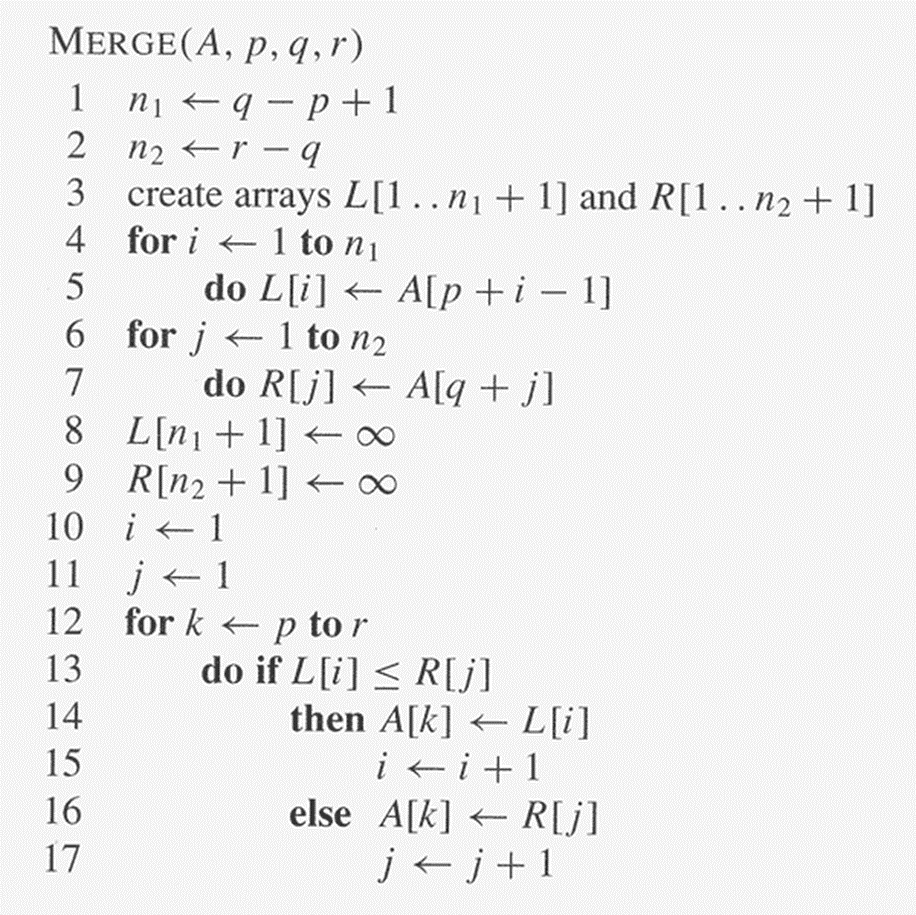 MERGE(A, p, q, r)
1 n₁ ← q − p + 1
2 n₂ ← r − q
3 create arrays L[1 . . n₁ + 1] and R[1 . . n₂ + 1]
4 for i ← 1 to n₁
5 do L[i] ← A[p + i − 1]
6 for j ← 1 to n₂
7 do R[j] ← A[q + j]
8 L[n₁ + 1] ← ∞
9 R[n₂ + 1] ← ∞
10 i ← 1
11 j ← 1
12 for k ← p to r
13 do if L[i] ≤ R[j]
14 then A[k] ← L[i]
15 i ← i + 1
16 else A[k] ← R[j]
17 j ← j + 1